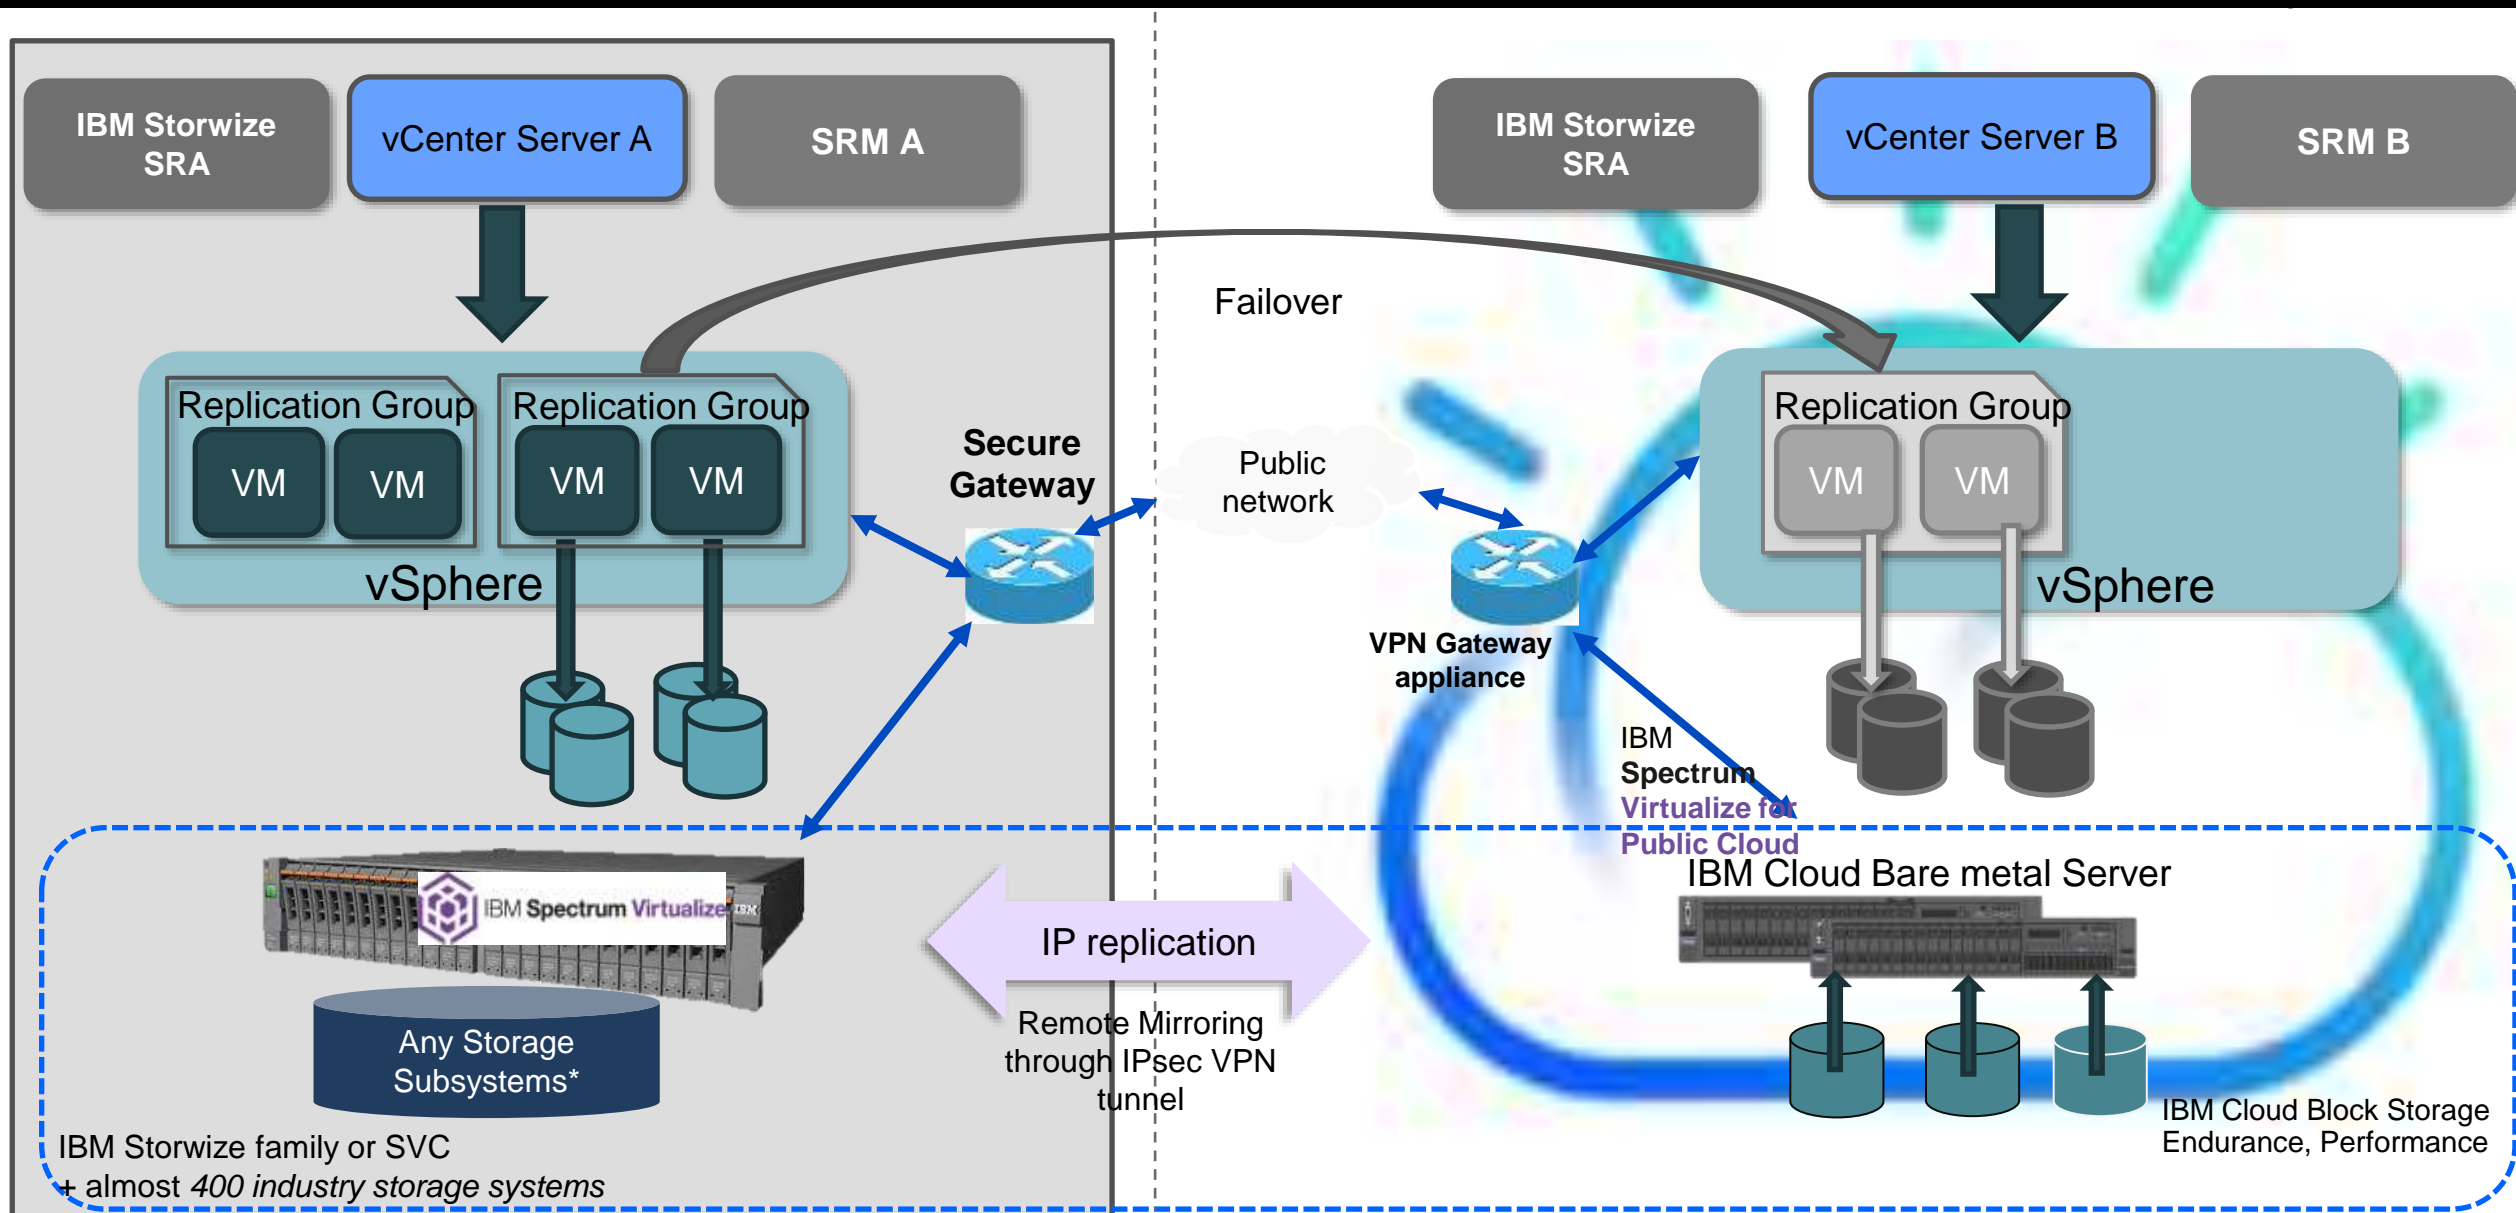 IBM Storwize
SRA
vCenter Server A
SRM A
IBM Storwize
SRA
vCenter Server B
SRM B
Failover
Replication Group
VM
VM
Replication Group
VM
VM
vSphere
Secure
Gateway
Public
network
VPN Gateway
appliance
Replication Group
VM
VM
vSphere
IBM
Spectrum
Virtualize for
Public Cloud
IBM Cloud Bare metal Server
IBM Spectrum Virtualize
IBM
IP replication
Remote Mirroring
through IPsec VPN
tunnel
Any Storage
Subsystems*
IBM Storwize family or SVC
+ almost 400 industry storage systems
IBM Cloud Block Storage
Endurance, Performance